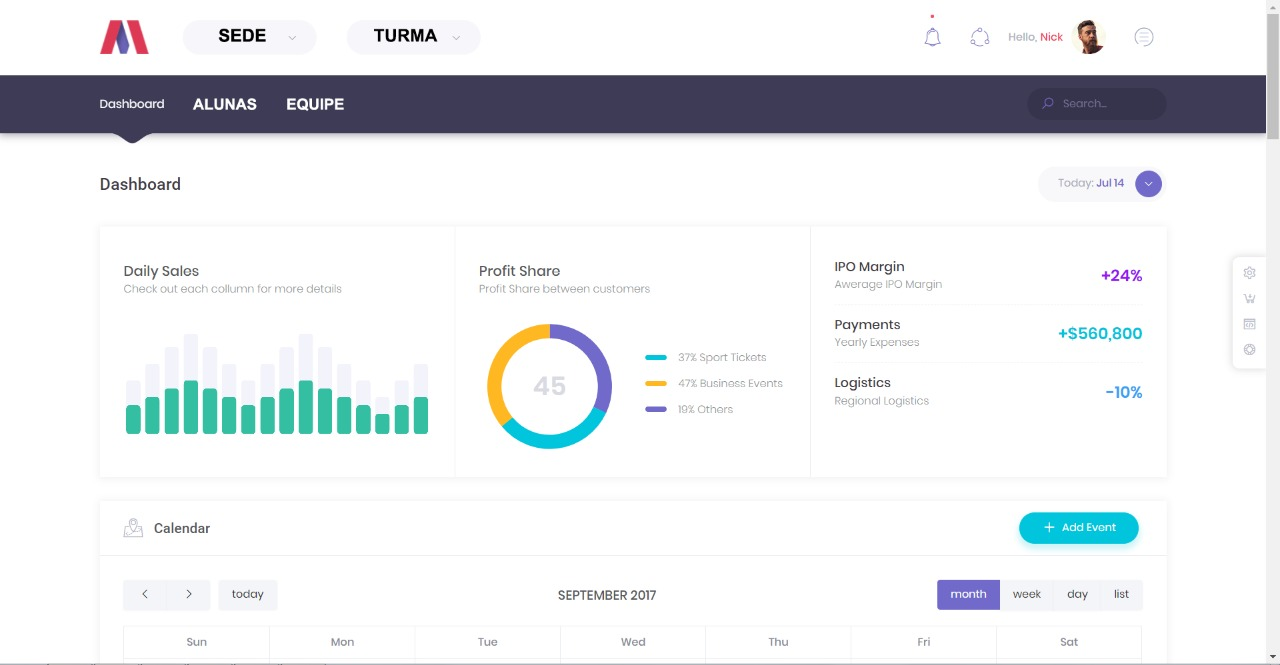 SEDE
TURMA
Hello, Nick
Dashboard
ALUNAS
EQUIPE
Search...
Dashboard
Today: Jul 14
Daily Sales
Check out each collumn for more details
Profit Share
Profit Share between customers
45
37% Sport Tickets
47% Business Events
19% Others
IPO Margin
Awerage IPO Margin
+24%
Payments
Yearly Expenses
+$560,800
Logistics
Regional Logistics
-10%
Calendar
+ Add Event
today
SEPTEMBER 2017
month
week
day
list
Sun
Mon
Tue
Wed
Thu
Fri
Sat